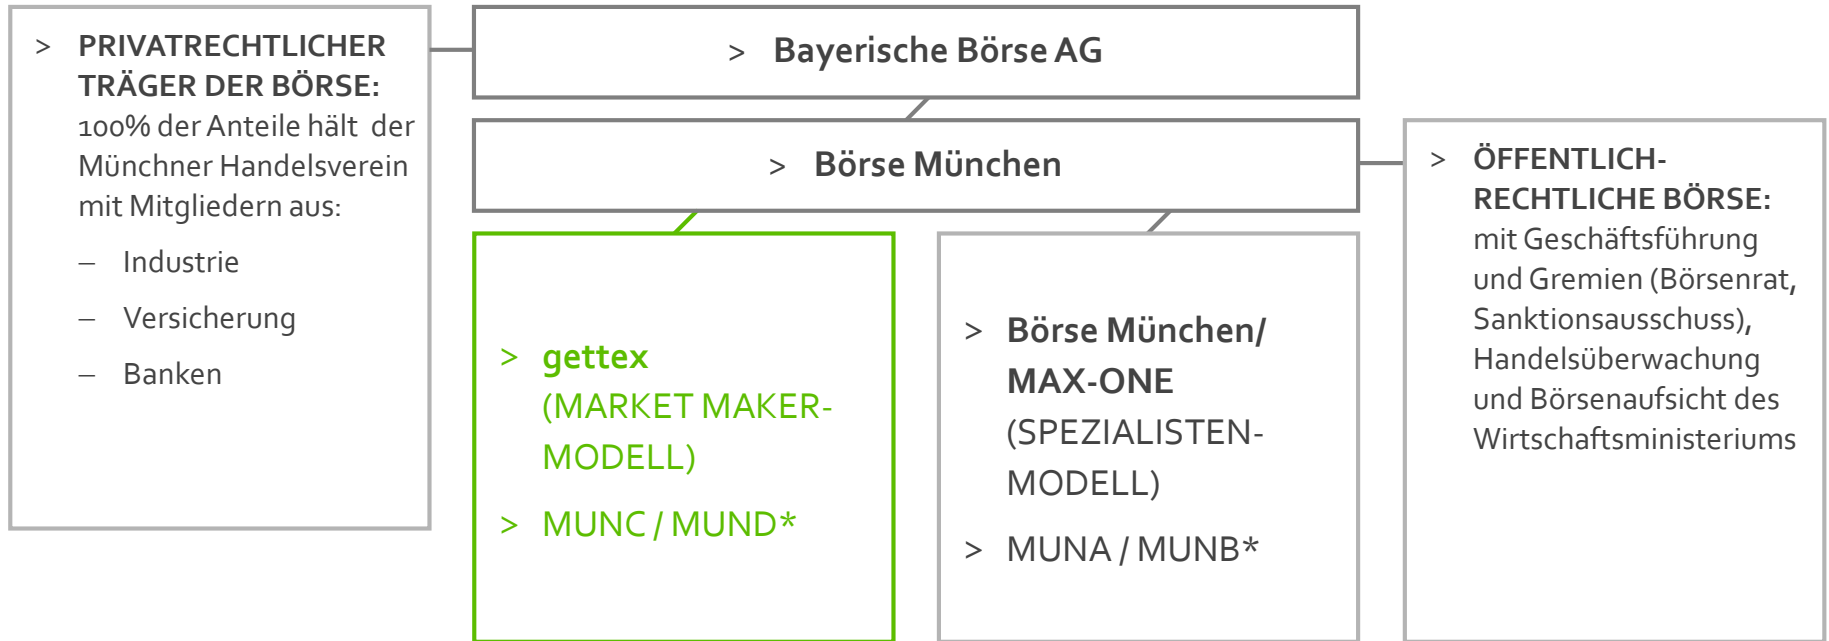 > PRIVATRECHTLICHER
TRÄGER DER BÖRSE:
100% der Anteile hält der
Münchner Handelsverein
mit Mitgliedern aus:
– Industrie
– Versicherung
– Banken
> Bayerische Börse AG
> Börse München
> gettex
(MARKET MAKER-
MODELL)
> MUNC / MUND*
> Börse München/
MAX-ONE
(SPEZIALISTEN-
MODELL)
> MUNA / MUNB*
> ÖFFENTLICH-
RECHTLICHE BÖRSE:
mit Geschäftsführung
und Gremien (Börsenrat,
Sanktionsausschuss),
Handelsüberwachung
und Börsenaufsicht des
Wirtschaftsministeriums